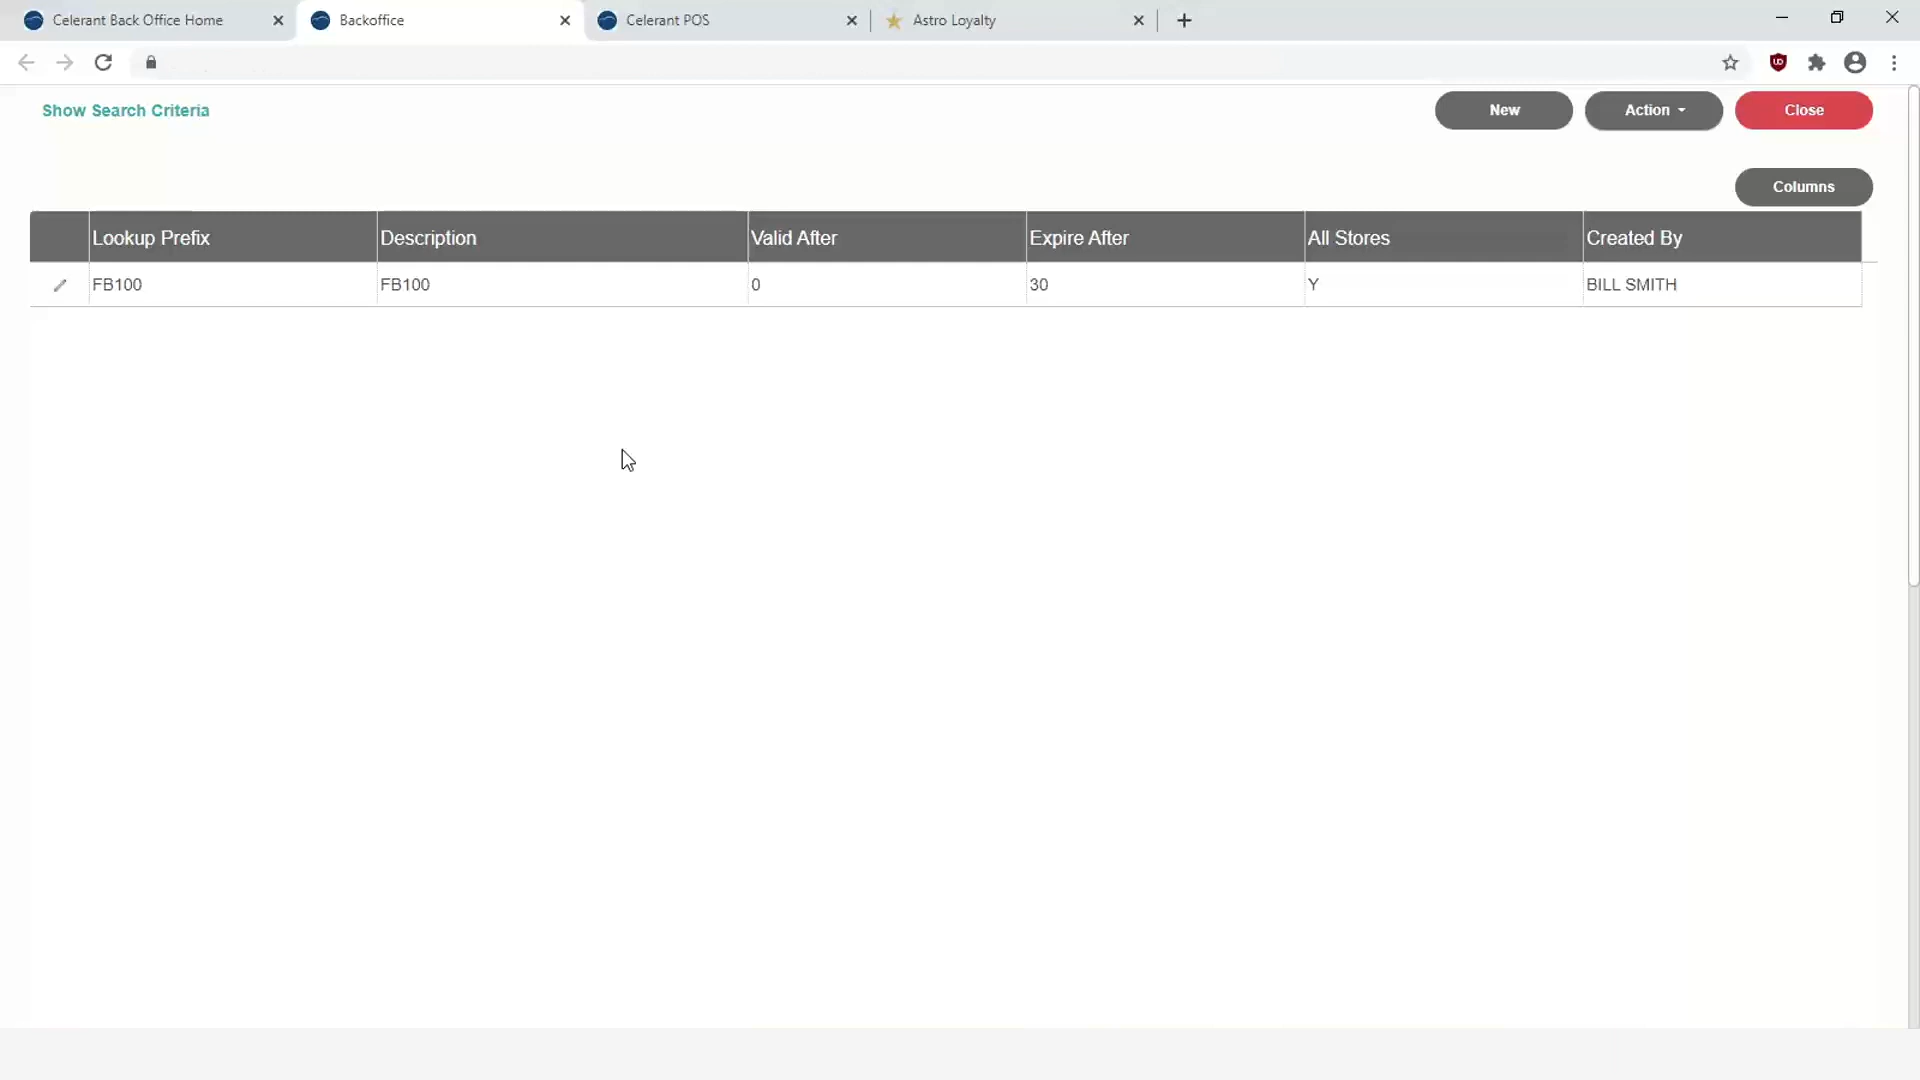 Celerant Back Office Home Backoffice Celerant POS Astro Loyalty
Show Search Criteria New Action Close
Columns
Lookup Prefix Description Valid After Expire After All Stores Created By
FB100 FB100 0 30 Y BILL SMITH